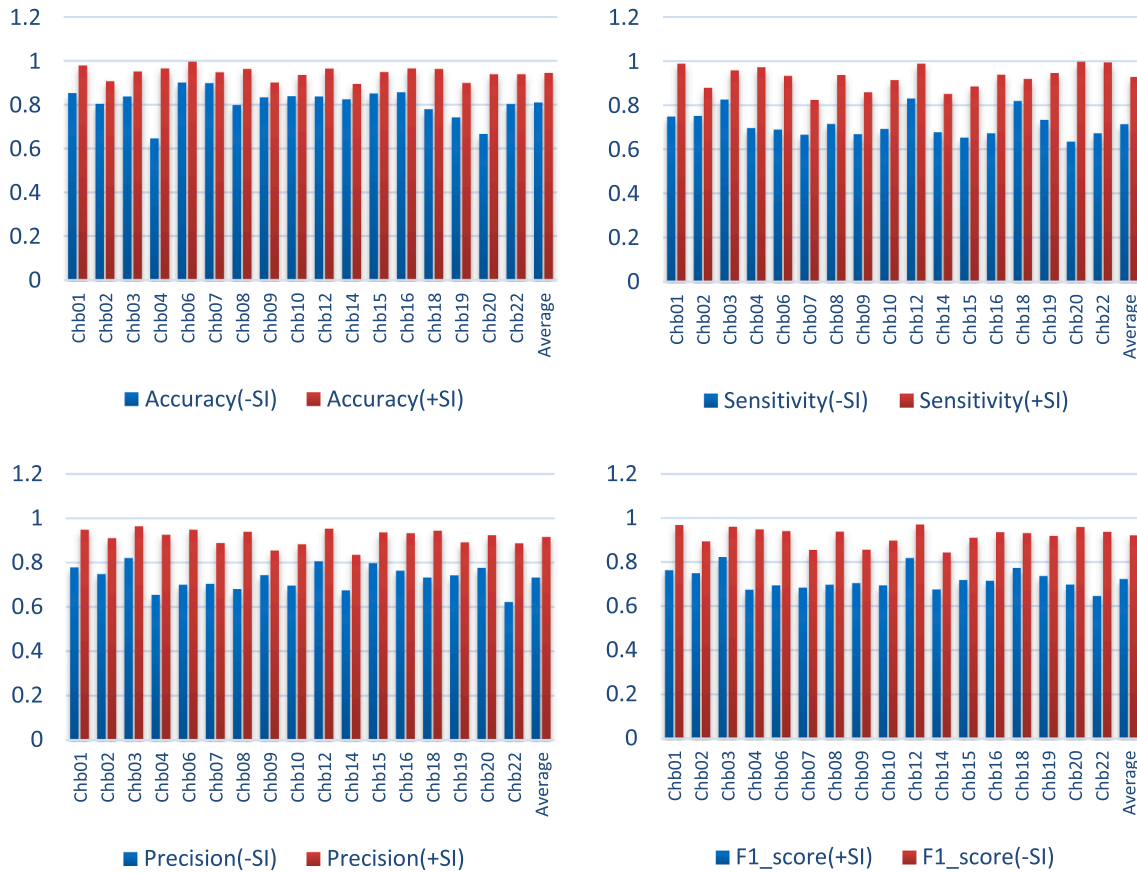 1.2
1
0.8
0.6
0.4
0.2
0
Chb01
Chb02
Chb03
Chb04
Chb06
Chb07
Chb08
Chb09
Chb10
Chb12
Chb14
Chb15
Chb16
Chb18
Chb19
Chb20
Chb22
Average
Accuracy(-SI) Accuracy(+SI)
1.2
1
0.8
0.6
0.4
0.2
0
Chb01
Chb02
Chb03
Chb04
Chb06
Chb07
Chb08
Chb09
Chb10
Chb12
Chb14
Chb15
Chb16
Chb18
Chb19
Chb20
Chb22
Average
Sensitivity(-SI) Sensitivity(+SI)
1.2
1
0.8
0.6
0.4
0.2
0
Chb01
Chb02
Chb03
Chb04
Chb06
Chb07
Chb08
Chb09
Chb10
Chb12
Chb14
Chb15
Chb16
Chb18
Chb19
Chb20
Chb22
Average
Precision(-SI) Precision(+SI)
1.2
1
0.8
0.6
0.4
0.2
0
Chb01
Chb02
Chb03
Chb04
Chb06
Chb07
Chb08
Chb09
Chb10
Chb12
Chb14
Chb15
Chb16
Chb18
Chb19
Chb20
Chb22
Average
F1_score(+SI) F1_score(-SI)